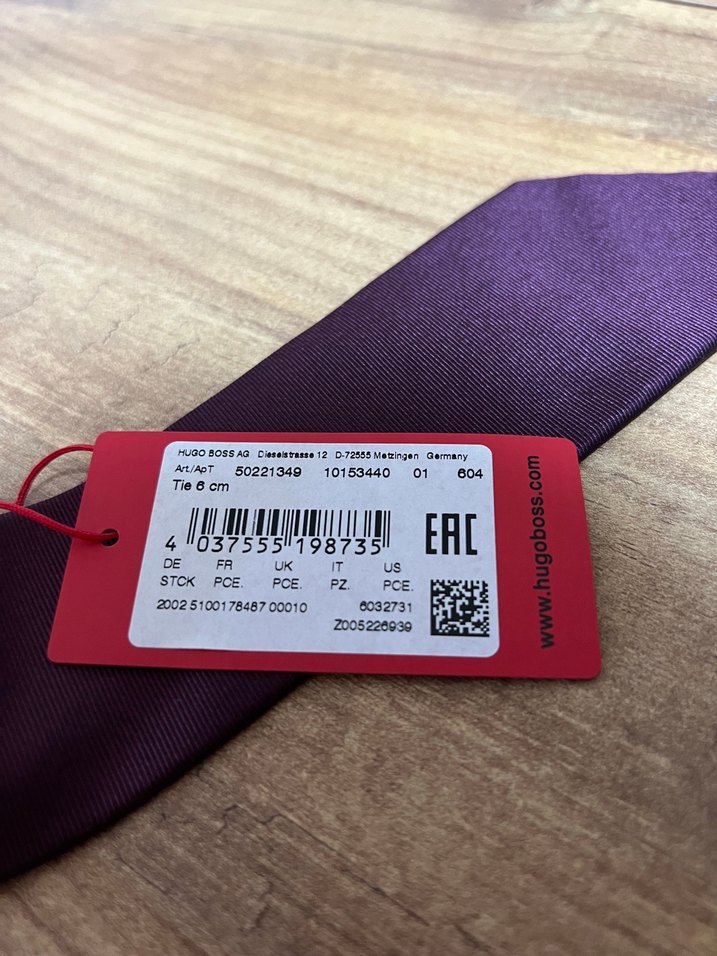 HUGO BOSS AG Dieselstrasse 12 D-72555 Metzingen Germany
Art./АрТ 50221349 10153440 01 604
Tie 6 cm
4 037555 198735
EAC
DE FR UK IT US
STCK PCE. PCE. PZ. PCE.
2002 5100178487 00010 6032731
Z005226939
www.hugoboss.com